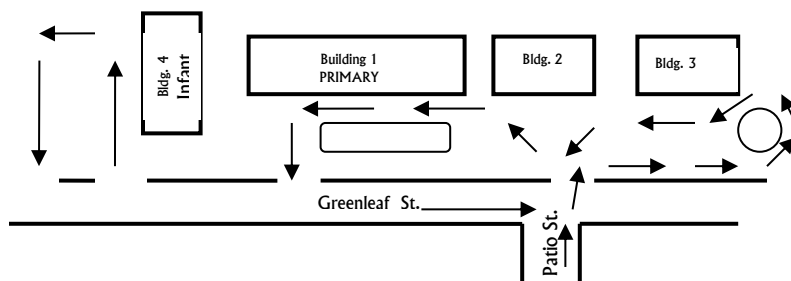 Bldg. 4
Infant
Building 1
PRIMARY
Bldg. 2
Bldg. 3
Greenleaf St.
Patio St.